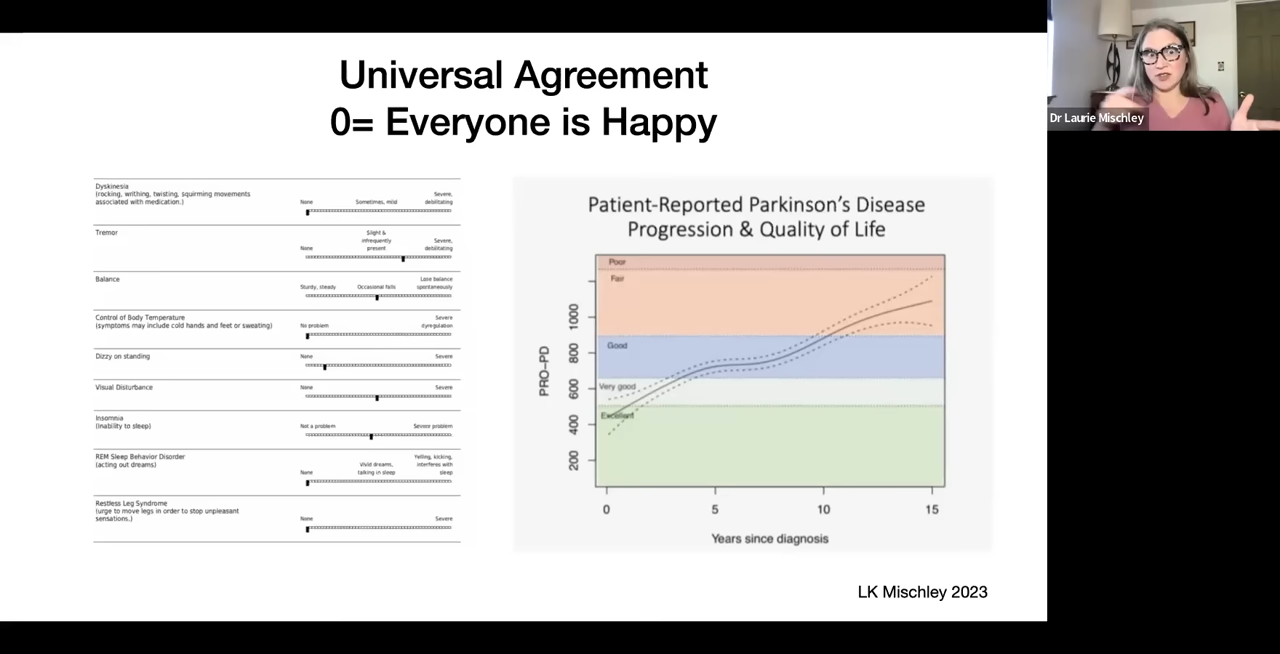 Universal Agreement
0= Everyone is Happy
Dyskinesia
(rocking, writhing, twisting, squirming movements
associated with medication.)
None
Sometimes, mild
Severe,
debilitating
Tremor
None
Slight &
infrequently
present
Severe,
debilitating
Balance
Sturdy, steady
Occasional falls
Lose balance
spontaneously
Control of Body Temperature
(symptoms may include cold hands and feet or sweating)
No problem
Severe
dysregulation
Dizzy on standing
None
Severe
Visual Disturbance
None
Severe
Insomnia
(Inability to sleep)
Not a problem
Severe problem
REM Sleep Behavior Disorder
(acting out dreams)
None
Vivid dreams,
talking in sleep
Yelling, kicking,
interferes with
sleep
Restless Leg Syndrome
(urge to move legs in order to stop unpleasant
sensations.)
None
Severe
Patient-Reported Parkinson's Disease
Progression & Quality of Life
Poor
Fair
Good
Very good
Excellent
PRO-PD
1000
800
600
400
200
0 5 10 15
Years since diagnosis
LK Mischley 2023
Dr Laurie Mischley